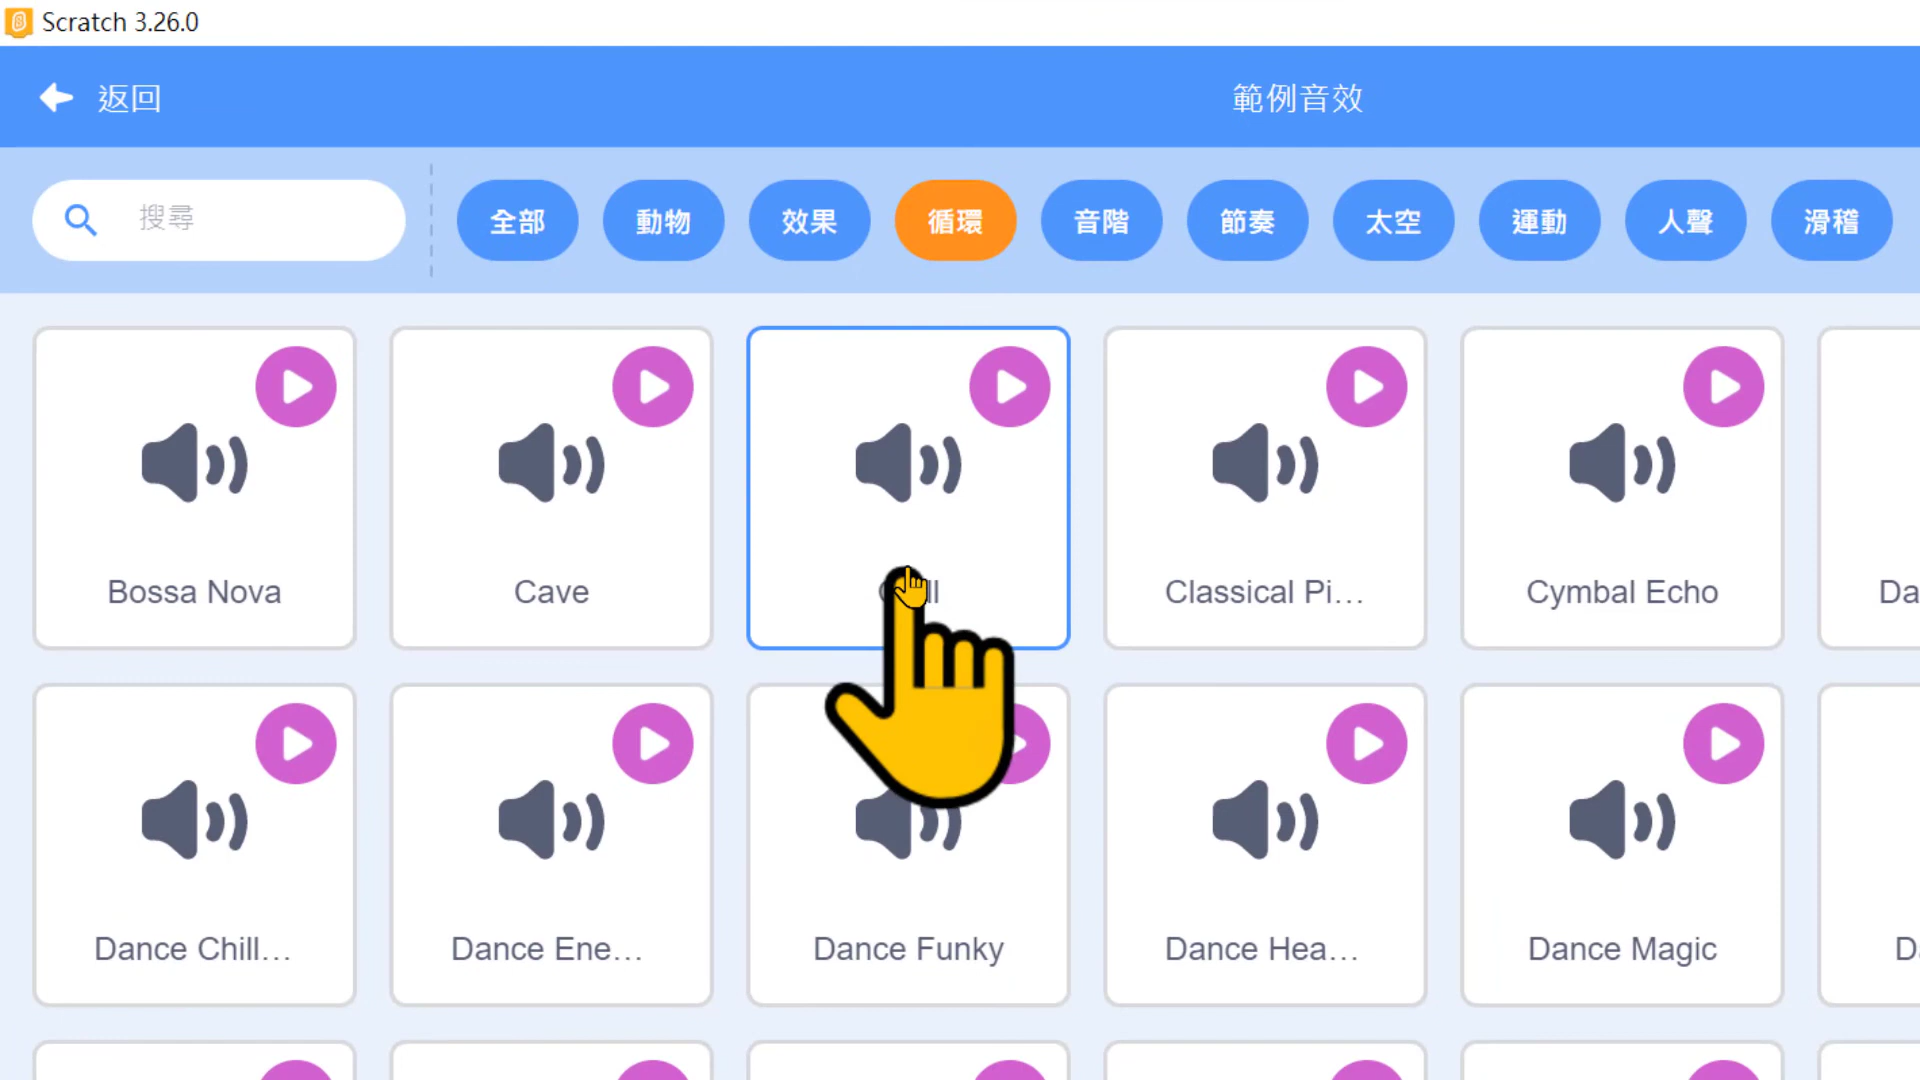 Scratch 3.26.0
返回
範例音效
搜尋
全部 動物 效果 循環 音階 節奏 太空 運動 人聲 滑稽
Bossa Nova Cave Classical Pi... Cymbal Echo Da
Dance Chill... Dance Ene... Dance Funky Dance Hea... Dance Magic D